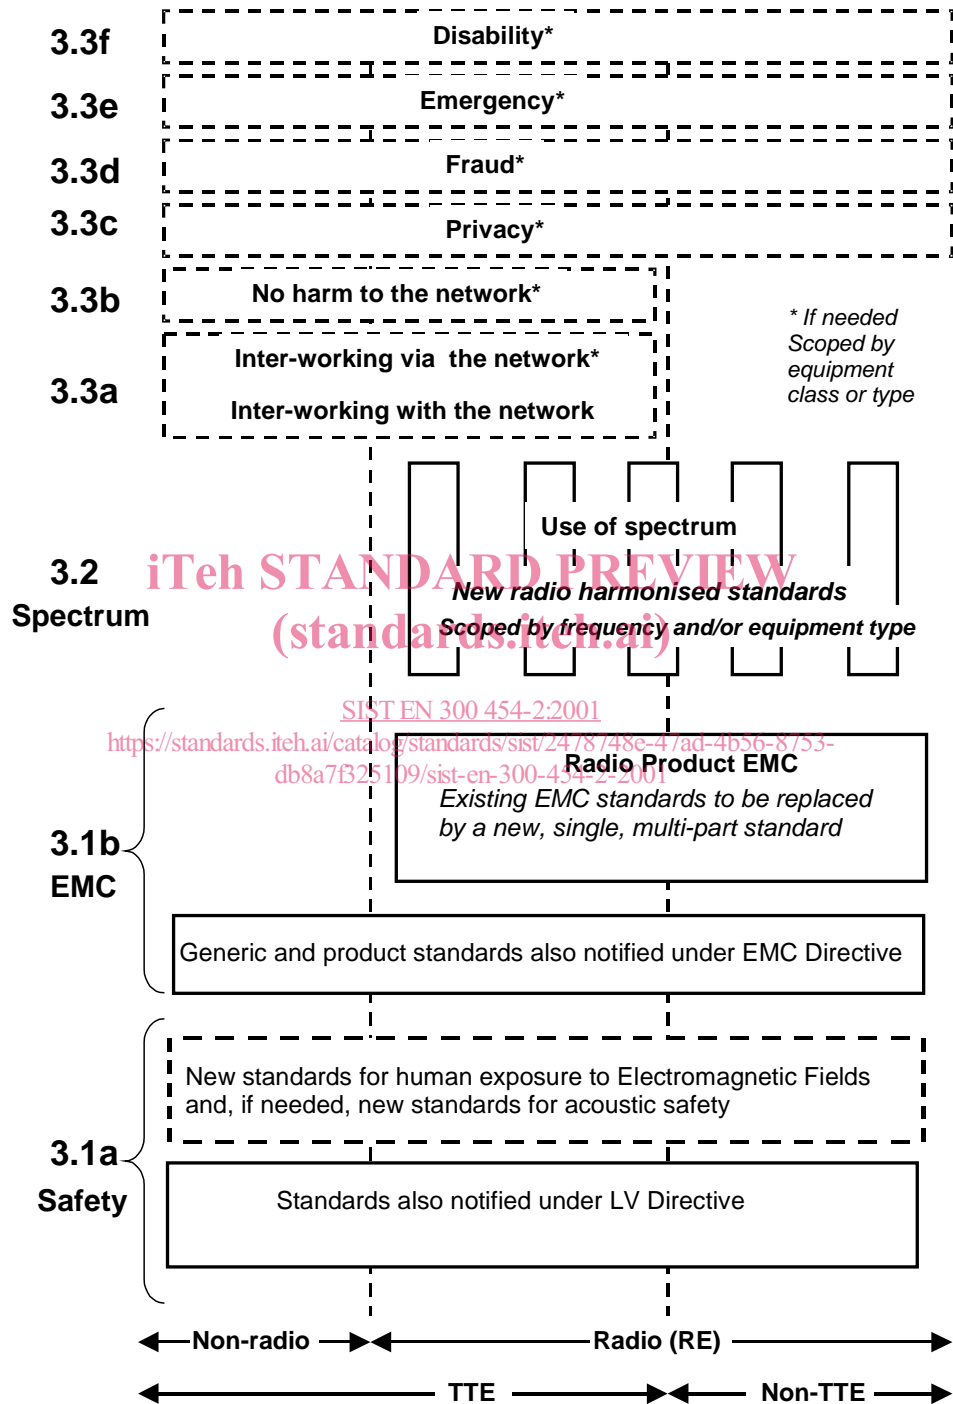 3.3f
Disability*
3.3e
Emergency*
3.3d
Fraud*
3.3c
Privacy*
3.3b
No harm to the network*
* If needed
Scoped by
equipment
class or type
3.3a
Inter-working via the network*
Inter-working with the network
Use of spectrum
3.2
Spectrum
iTeh STANDARD PREVIEW
(standards.iteh.ai)
New radio harmonised standards
Scoped by frequency and/or equipment type
SIST EN 300 454-2:2001
https://standards.iteh.ai/catalog/standards/sist/2478748e-47ad-4b56-8753-
db8a7f325109/sist-en-300-454-2-2001
Radio Product EMC
Existing EMC standards to be replaced
by a new, single, multi-part standard
3.1b
EMC
Generic and product standards also notified under EMC Directive
New standards for human exposure to Electromagnetic Fields
and, if needed, new standards for acoustic safety
3.1a
Safety
Standards also notified under LV Directive
Non-radio
Radio (RE)
TTE
Non-TTE